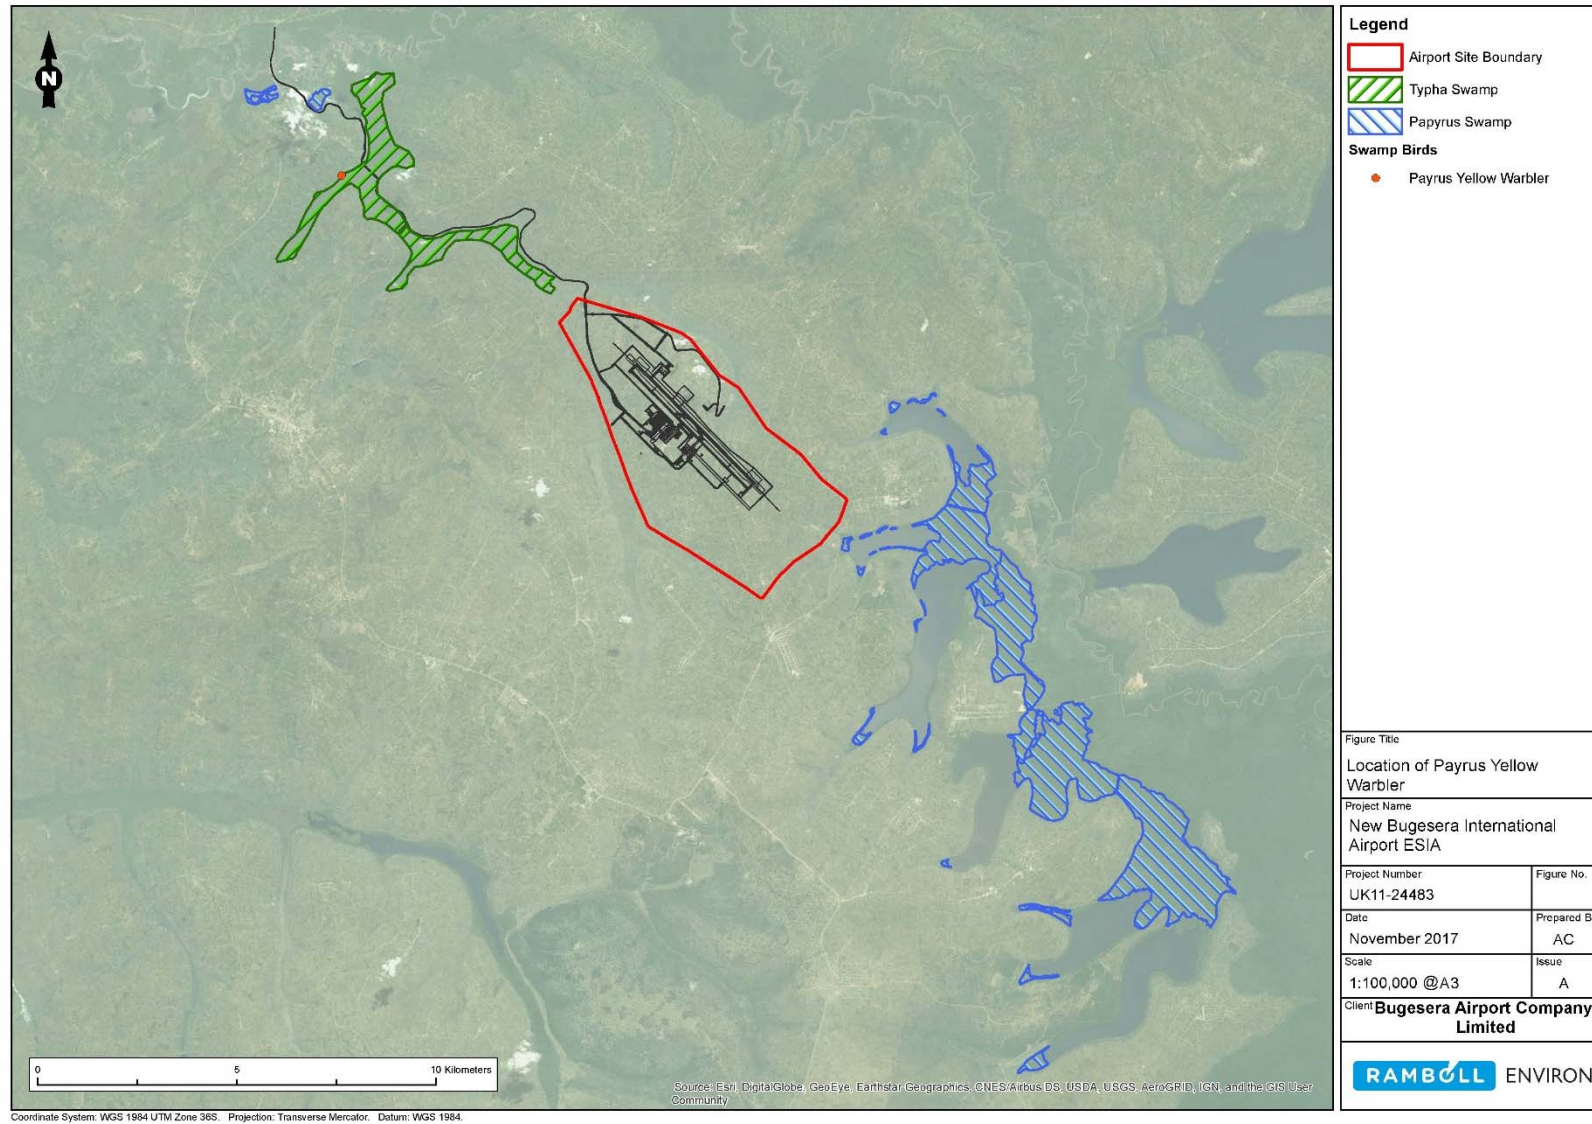 N
Legend
Airport Site Boundary
Typha Swamp
Papyrus Swamp
Swamp Birds
Payrus Yellow Warbler
Figure Title
Location of Payrus Yellow
Warbler
Project Name
New Bugesera International
Airport ESIA
Project Number
UK11-24483
Figure No.
Date
November 2017
Prepared B
AC
Scale
1:100,000 @A3
Issue
A
Client Bugesera Airport Company
Limited
RAMBOLL ENVIRON
0 5 10 Kilometers
Source: Esri, DigitalGlobe, GeoEye, Earthstar Geographics, CNES/Airbus DS, USDA, USGS, AeroGRID, IGN, and the GIS User
Community
Coordinate System: WGS 1984 UTM Zone 36S. Projection: Transverse Mercator. Datum: WGS 1984.